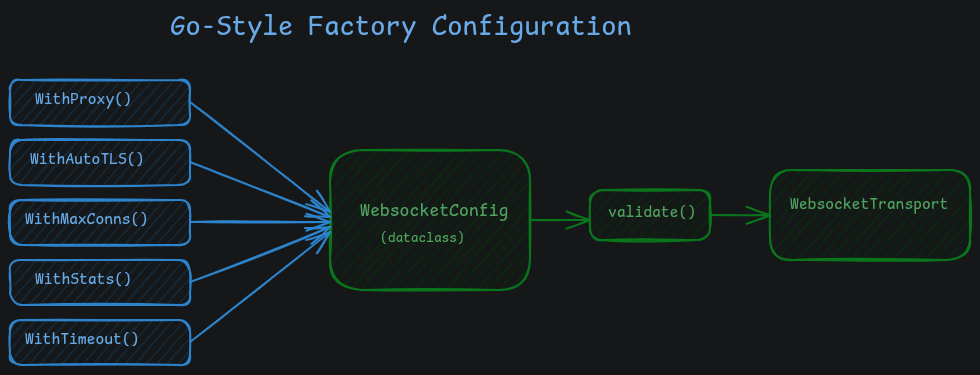 Go-Style Factory Configuration
WithProxy()
WithAutoTLS()
WithMaxConns()
WithStats()
WithTimeout()
WebsocketConfig
(dataclass)
validate()
WebsocketTransport